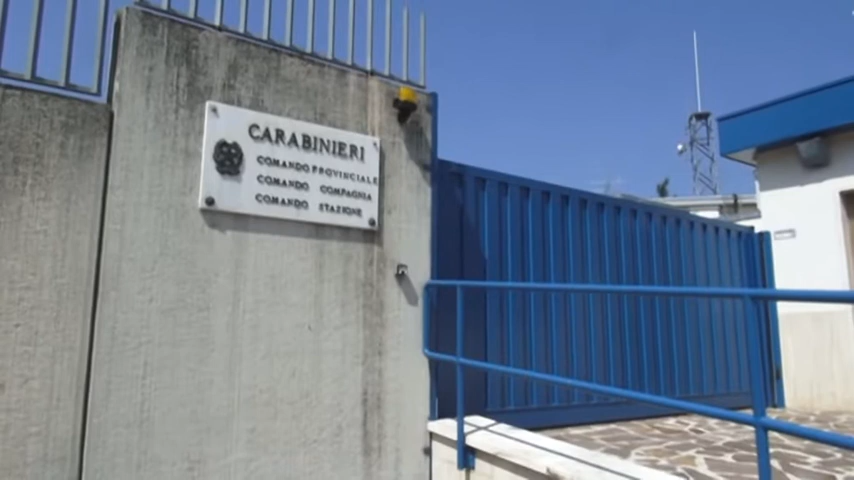 CARABINIERI
COMANDO PROVINCIALE
COMANDO COMPAGNIA
COMANDO STAZIONE